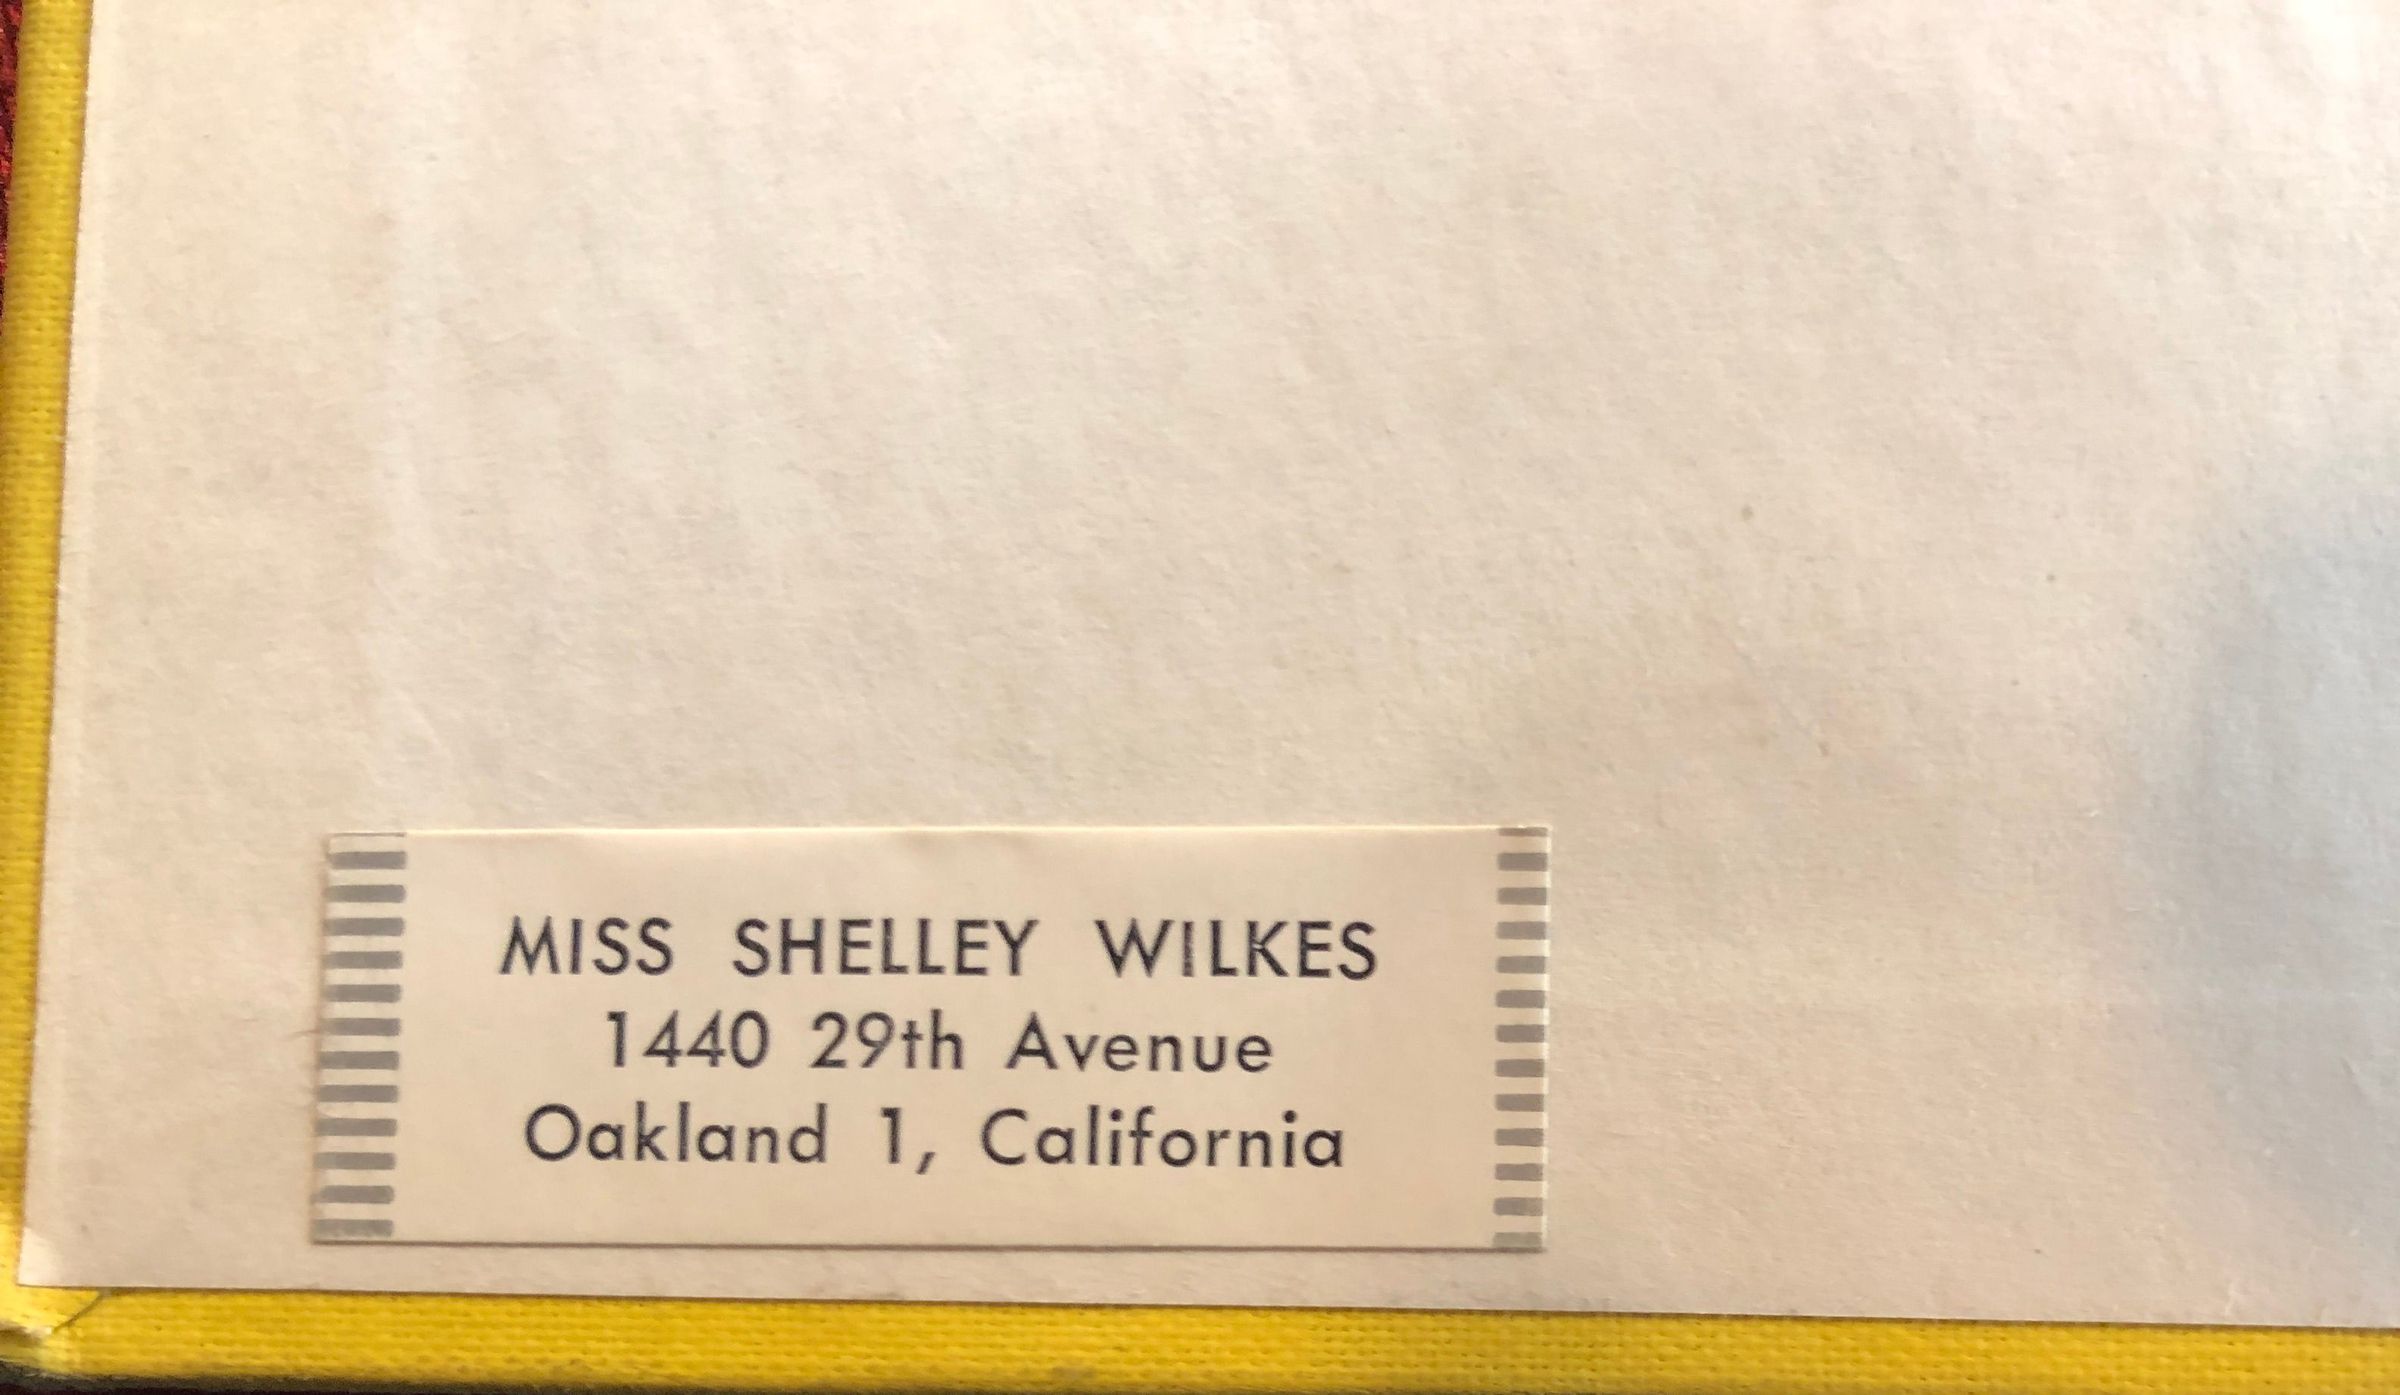 MISS SHELLEY WILKES
1440 29th Avenue
Oakland 1, California